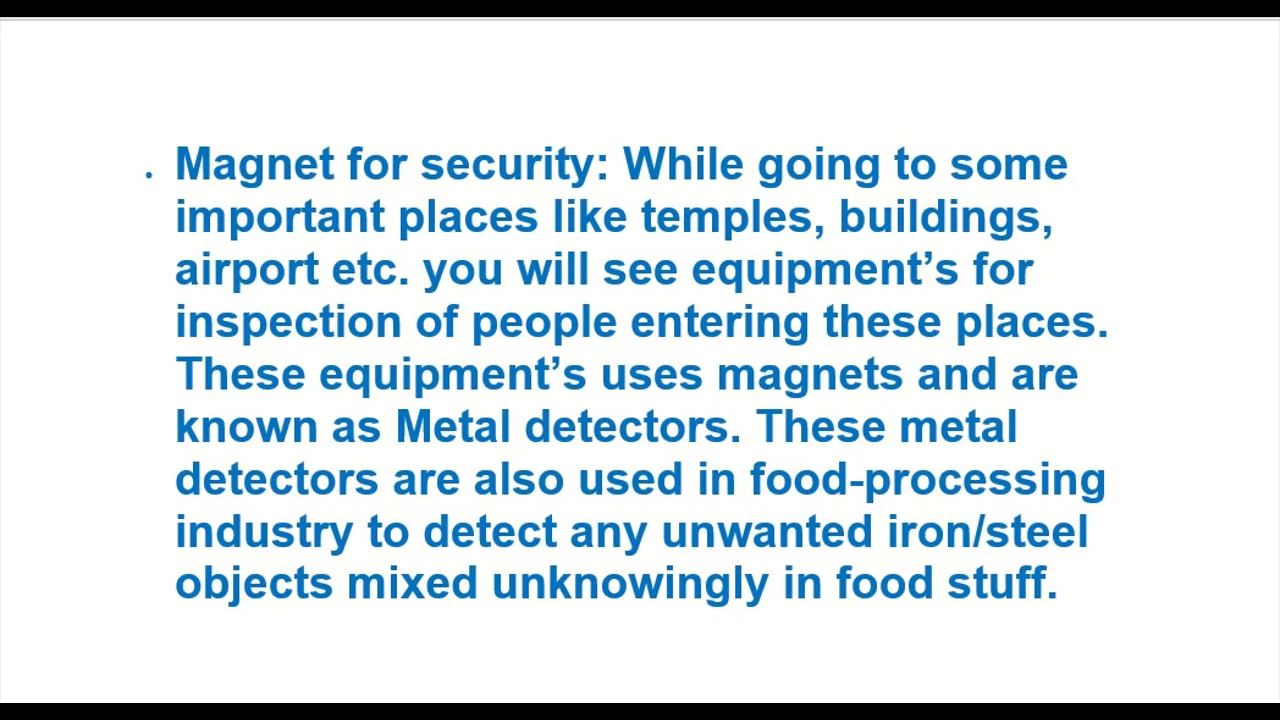 . Magnet for security: While going to some
important places like temples, buildings,
airport etc. you will see equipment’s for
inspection of people entering these places.
These equipment’s uses magnets and are
known as Metal detectors. These metal
detectors are also used in food-processing
industry to detect any unwanted iron/steel
objects mixed unknowingly in food stuff.